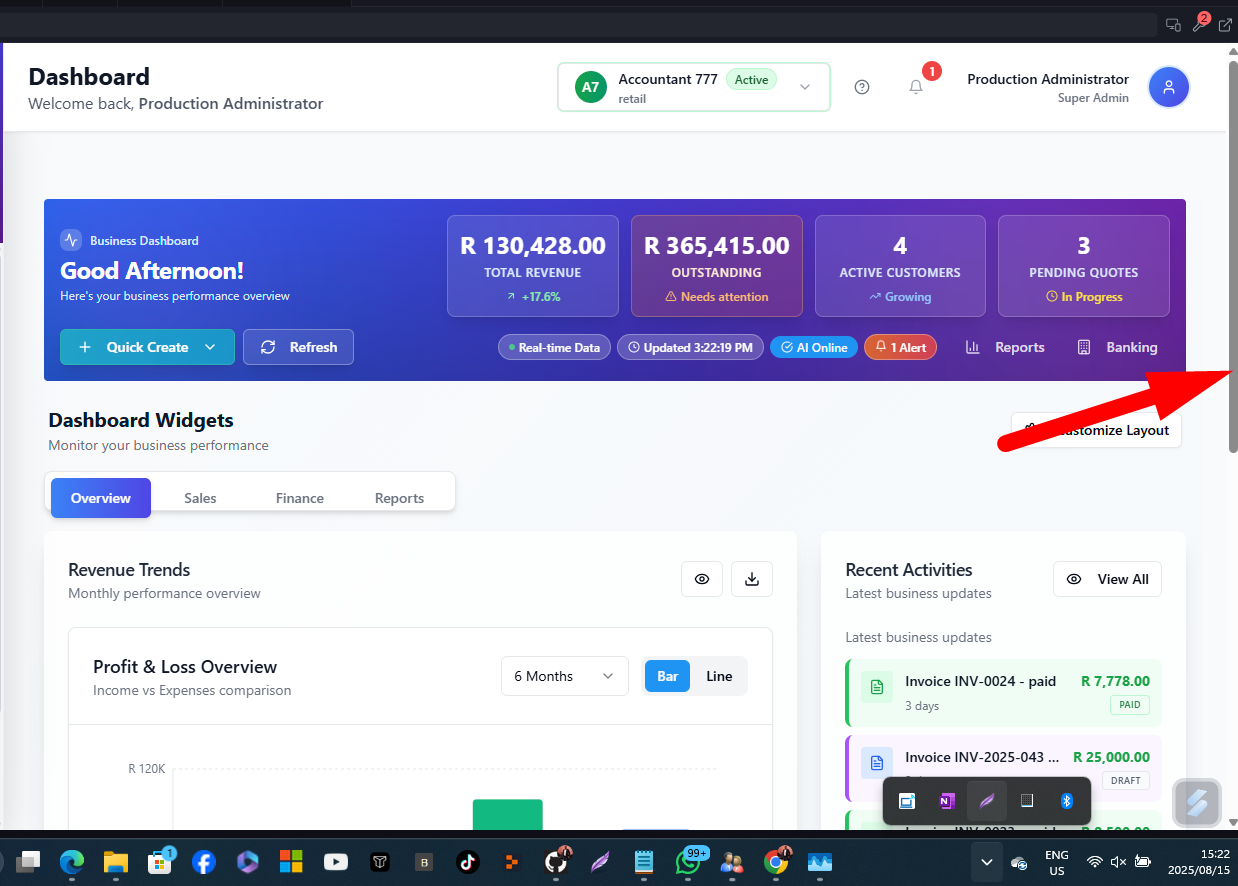 2
Dashboard
Welcome back, Production Administrator
A7
Accountant 777
Active
retail
1
Production Administrator
Super Admin
Business Dashboard
Good Afternoon!
Here's your business performance overview
R 130,428.00
TOTAL REVENUE
+17.6%
R 365,415.00
OUTSTANDING
Needs attention
4
ACTIVE CUSTOMERS
Growing
3
PENDING QUOTES
In Progress
Quick Create
Refresh
Real-time Data
Updated 3:22:19 PM
AI Online
1 Alert
Reports
Banking
Dashboard Widgets
Monitor your business performance
Layout
Overview
Sales
Finance
Reports
Revenue Trends
Monthly performance overview
Profit & Loss Overview
Income vs Expenses comparison
6 Months
Bar
Line
R 120K
Recent Activities
Latest business updates
View All
Latest business updates
Invoice INV-0024 - paid
R 7,778.00
3 days
PAID
Invoice INV-2025-043 ...
R 25,000.00
DRAFT
N
1
T
B
99+
ENG
US
15:22
2025/08/15